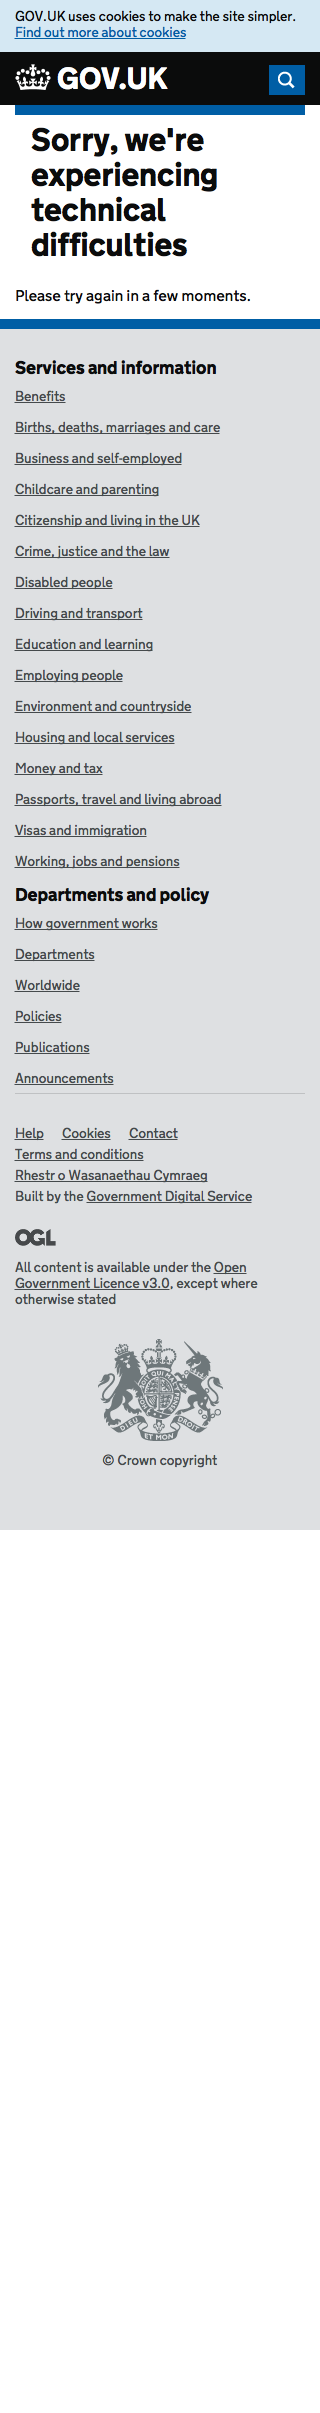 GOV.UK uses cookies to make the site simpler.
Find out more about cookies
GOV.UK
Sorry, we're
experiencing
technical
difficulties
Please try again in a few moments.
Services and information
Benefits
Births, deaths, marriages and care
Business and self-employed
Childcare and parenting
Citizenship and living in the UK
Crime, justice and the law
Disabled people
Driving and transport
Education and learning
Employing people
Environment and countryside
Housing and local services
Money and tax
Passports, travel and living abroad
Visas and immigration
Working, jobs and pensions
Departments and policy
How government works
Departments
Worldwide
Policies
Publications
Announcements
Help Cookies Contact
Terms and conditions
Rhestr o Wasanaethau Cymraeg
Built by the Government Digital Service
OGL
All content is available under the Open
Government Licence v3.0, except where
otherwise stated
DIEU ET MON DROIT
© Crown copyright